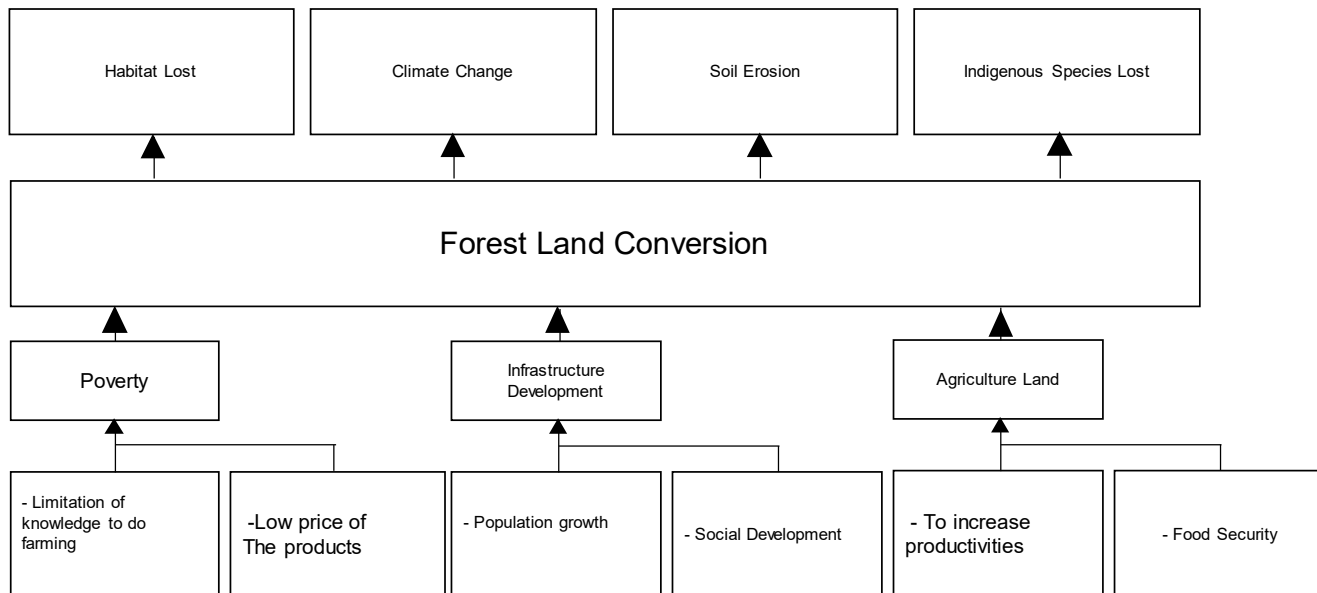 Habitat Lost
Climate Change
Soil Erosion
Indigenous Species Lost
Forest Land Conversion
Poverty
Infrastructure
Development
Agriculture Land
- Limitation of
knowledge to do
farming
-Low price of
The products
- Population growth
- Social Development
- To increase
productivities
- Food Security